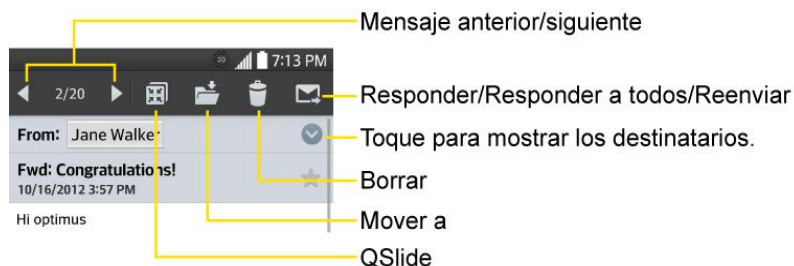 Mensaje anterior/siguiente
7:13 PM
2/20
Responder/Responder a todos/Reenviar
From: Jane Walker
Toque para mostrar los destinatarios.
Fwd: Congratulations!
10/16/2012 3:57 PM
Borrar
Hi optimus
Mover a
QSlide